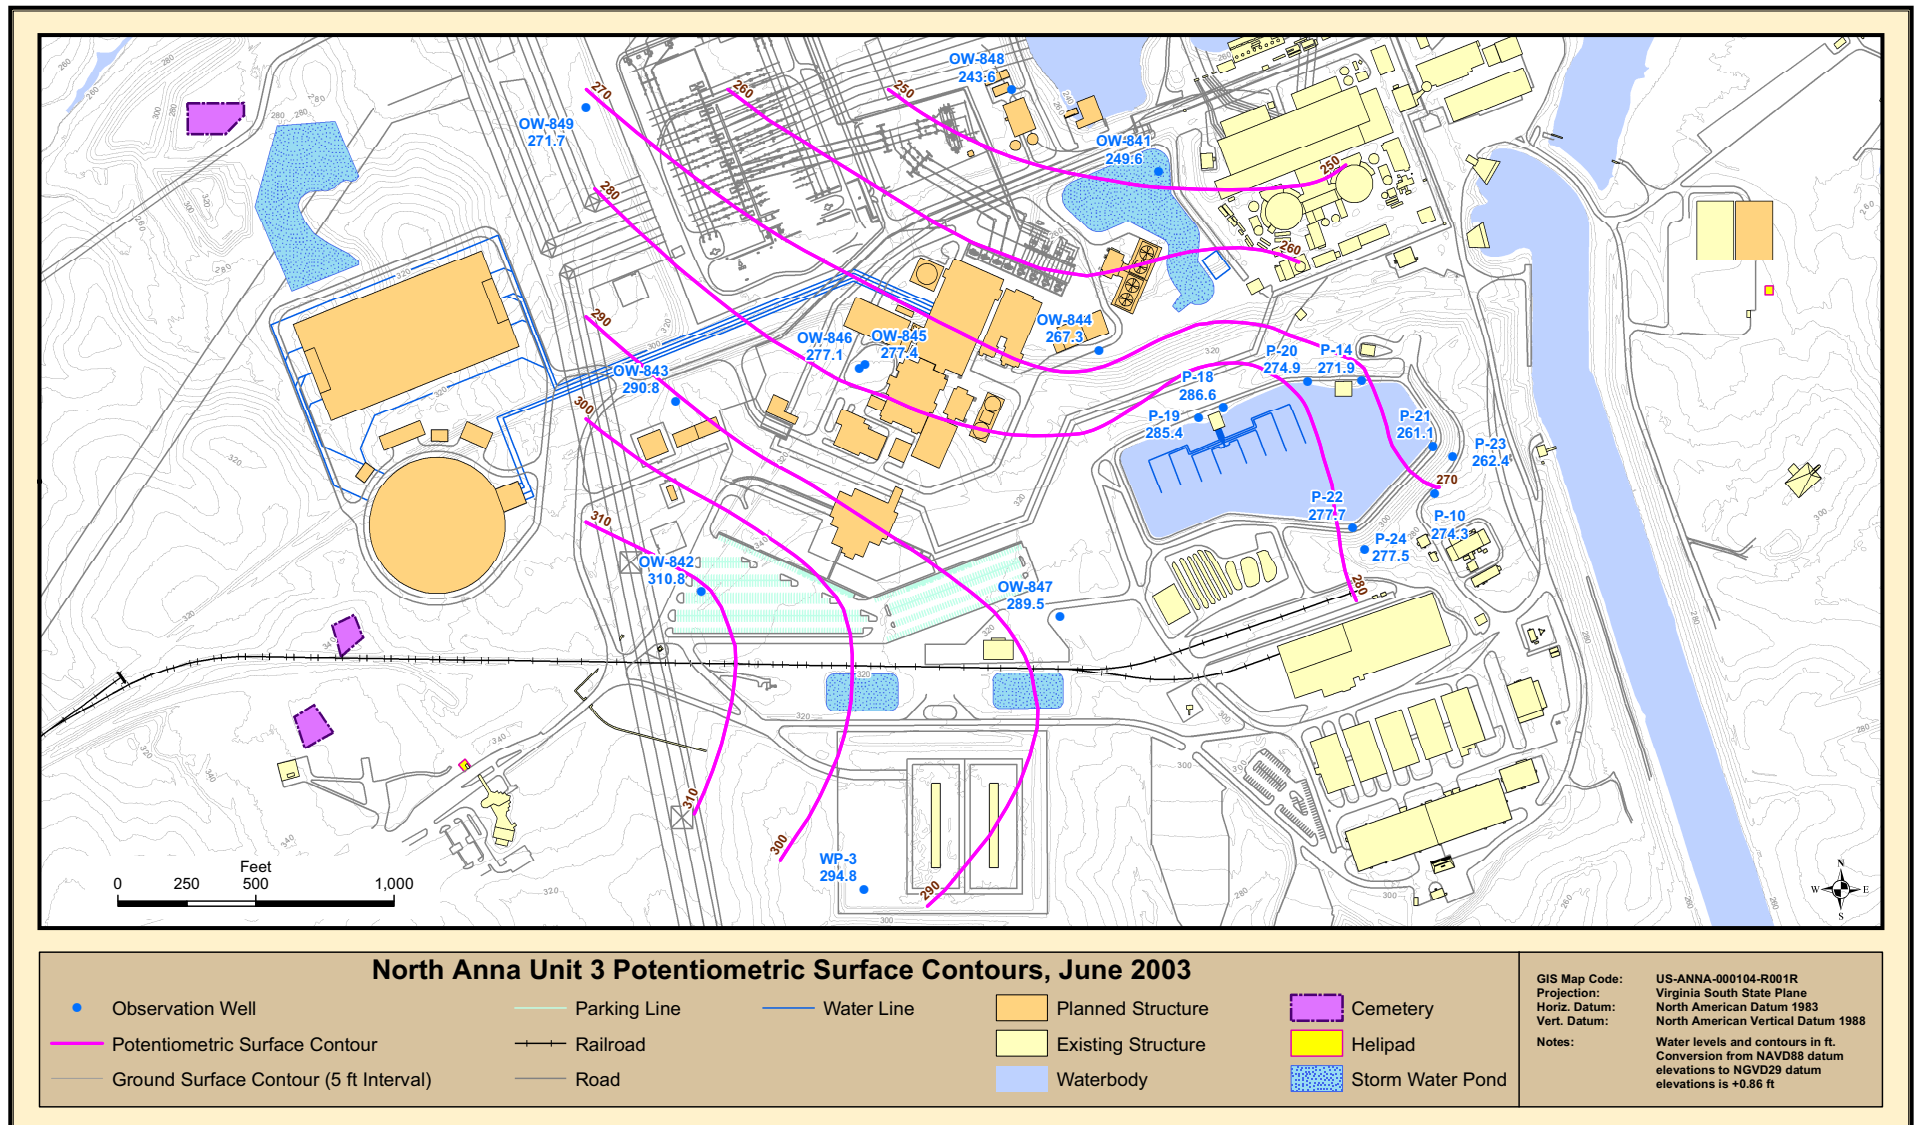 OW-848
243.6
270
260
250
OW-849
271.7
OW-841
249.6
250
280
260
290
OW-846
277.1
OW-845
277.4
OW-844
267.3
OW-843
290.8
P-20
274.9
P-14
271.9
P-18
286.6
P-19
285.4
300
P-21
261.1
P-23
262.4
270
310
P-22
277.7
P-10
274.3
P-24
277.5
OW-842
310.8
OW-847
289.5
280
310
300
290
WP-3
294.8
Feet
0 250 500 1,000
N
W E
S
North Anna Unit 3 Potentiometric Surface Contours, June 2003
Observation Well
Potentiometric Surface Contour
Ground Surface Contour (5 ft Interval)
Parking Line
Railroad
Road
Water Line
Planned Structure
Existing Structure
Waterbody
Cemetery
Helipad
Storm Water Pond
GIS Map Code: US-ANNA-000104-R001R
Projection: Virginia South State Plane
Horiz. Datum: North American Datum 1983
Vert. Datum: North American Vertical Datum 1988
Notes: Water levels and contours in ft.
Conversion from NAVD88 datum
elevations to NGVD29 datum
elevations is +0.86 ft